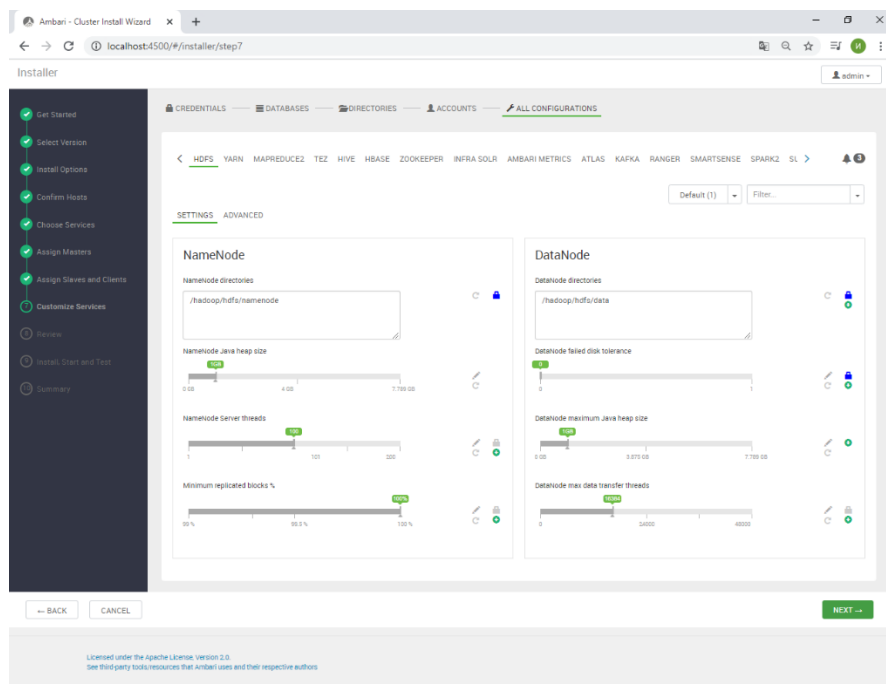 Ambari - Cluster Install Wizard
localhost:4500/#/installer/step7
Installer
admin
CREDENTIALS DATABASES DIRECTORIES ACCOUNTS ALL CONFIGURATIONS
Get Started
Select Version
Install Options
Confirm Hosts
Choose Services
Assign Masters
Assign Slaves and Clients
7 Customize Services
8 Review
9 Install, Start and Test
10 Summary
HDFS YARN MAPREDUCE2 TEZ HIVE HBASE ZOOKEEPER INFRA SOLR AMBARI METRICS ATLAS KAFKA RANGER SMARTSENSE SPARK2 3
Default (1) Filter...
SETTINGS ADVANCED
NameNode
NameNode directories
/hadoop/hdfs/namenode
NameNode Java heap size
1GB
0 GB 4 GB 7.789 GB
NameNode Server threads
100
1 101 200
Minimum replicated blocks %
100%
99 % 99.5 % 100 %
DataNode
DataNode directories
/hadoop/hdfs/data
DataNode failed disk tolerance
0
0 1
DataNode maximum Java heap size
1GB
0 GB 3.873 GB 7.789 GB
DataNode max data transfer threads
16384
0 24000 48000
← BACK CANCEL NEXT →
Licensed under the Apache License, Version 2.0.
See third-party tools/resources that Ambari uses and their respective authors